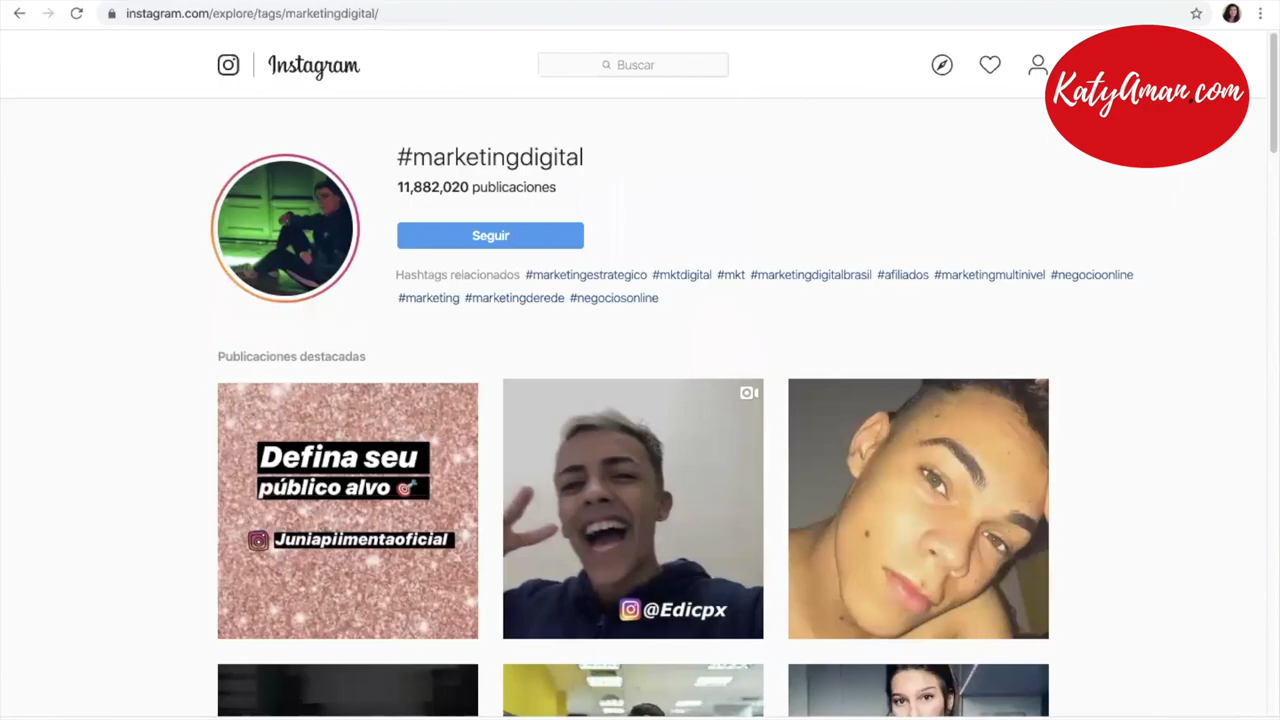 instagram.com/explore/tags/marketingdigital/
Instagram
Buscar
KatyAman.com
#marketingdigital
11,882,020 publicaciones
Seguir
Hashtags relacionados #marketingestrategico #mktdigital #mkt #marketingdigitalbrasil #afiliados #marketingmultinivel #negocioonline
#marketing #marketingderede #negociosonline
Publicaciones destacadas
Defina seu
público alvo
Juniapiimentaoficial
@Edicpx